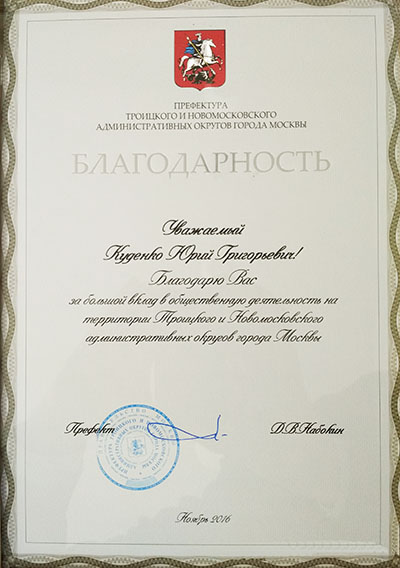 ПРЕФЕКТУРА
ТРОИЦКОГО И НОВОМОСКОВСКОГО
АДМИНИСТРАТИВНЫХ ОКРУГОВ ГОРОДА МОСКВЫ
БЛАГОДАРНОСТЬ
Уважаемый
Куденко Юрий Григорьевич!
Благодарю Вас
за большой вклад в общественную деятельность на
территории Троицкого и Новомосковского
административных округов города Москвы
Префект Д.В.Набокин
Ноябрь 2016